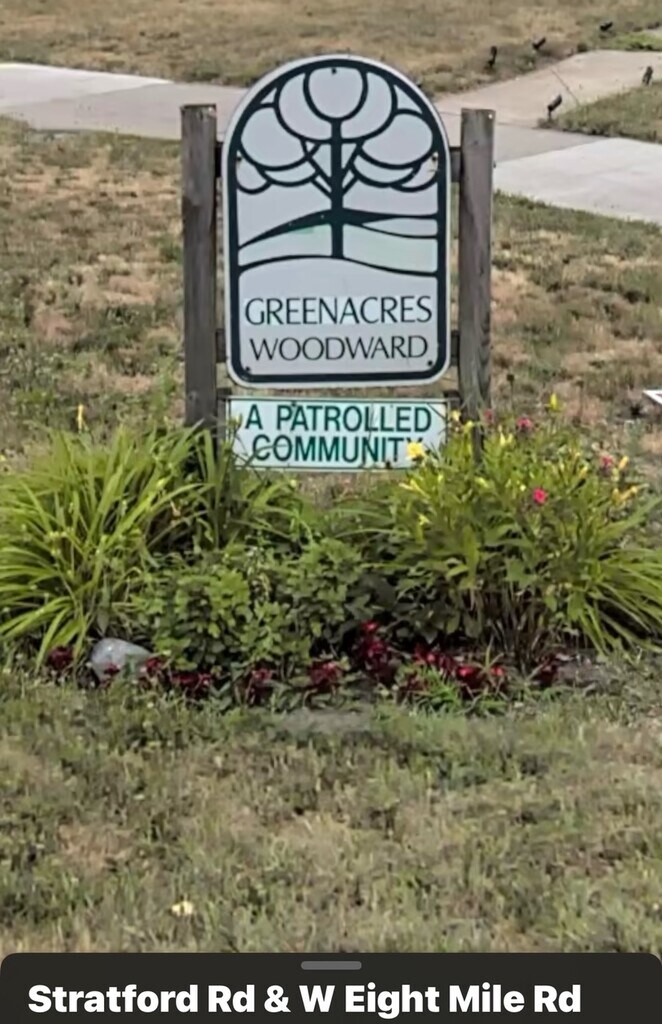 GREENACRES
WOODWARD
A PATROLLED
COMMUNITY
Stratford Rd & W Eight Mile Rd